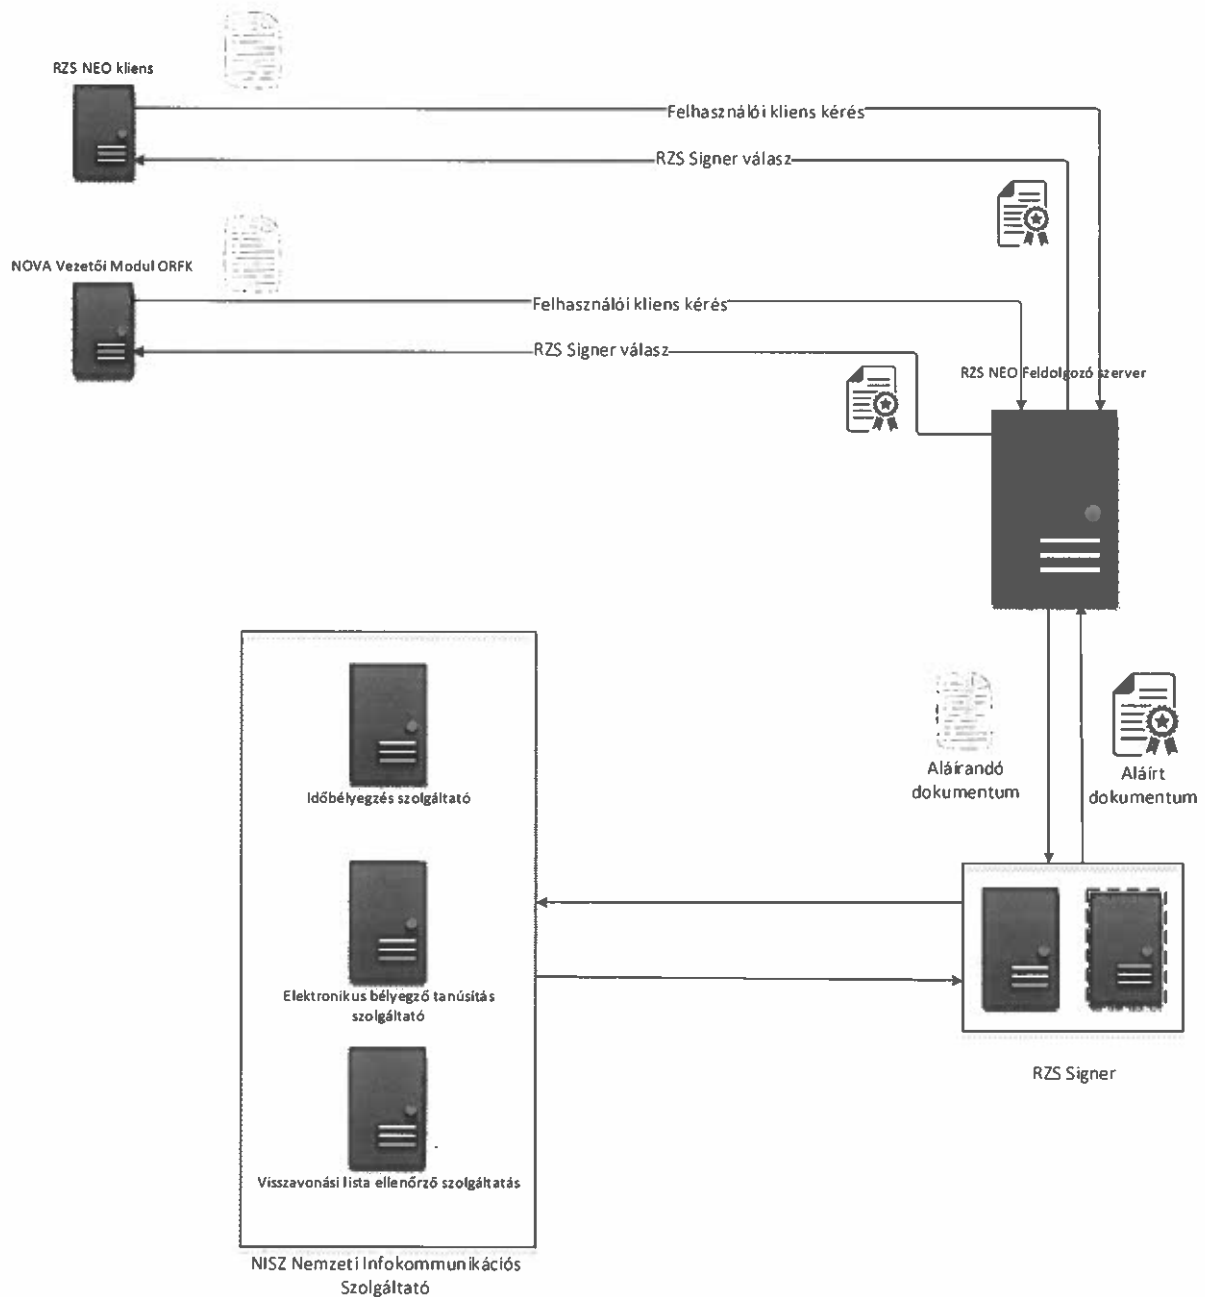 RZS NEO kliens
Felhasználói kliens kérés
RZS Signer válasz
NOVA Vezetői Modul ORFK
Felhasználói kliens kérés
RZS Signer válasz
RZS NEO Feldolgozó szerver
Aláírandó
dokumentum
Aláírt
dokumentum
Időbélyegzés szolgáltató
Elektronikus bélyegző tanúsítás
szolgáltató
Visszavonási lista ellenőrző szolgáltatás
RZS Signer
NISZ Nemzeti Infokommunikációs
Szolgáltató